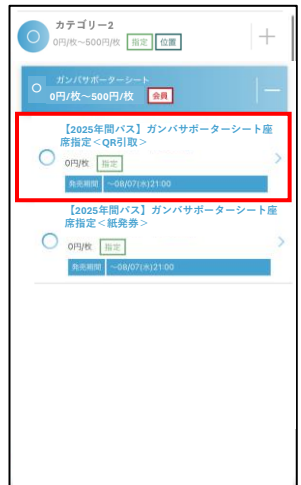 カテゴリー2
0円/枚～500円/枚 指定 位置
ガンバサポーターシート
0円/枚～500円/枚 会員
【2025年間パス】ガンバサポーターシート座
席指定＜QR引取＞
0円/枚 指定
発売期間 ～08/07(水)21:00
【2025年間パス】ガンバサポーターシート座
席指定＜紙発券＞
0円/枚 指定
発売期間 ～08/07(水)21:00